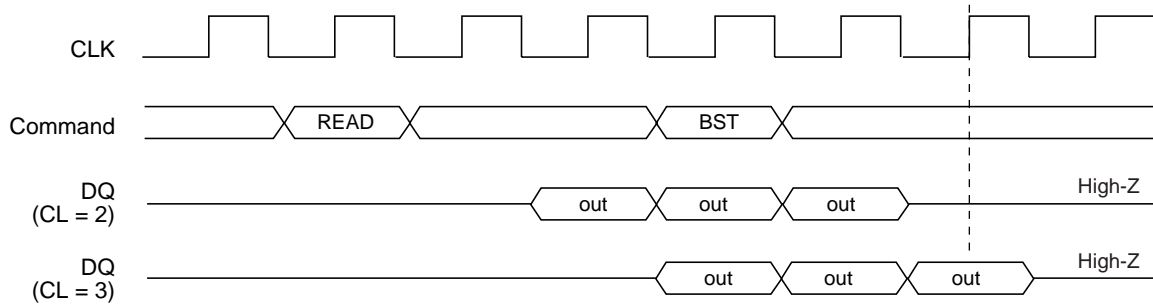 CLK
Command
READ
BST
DQ
(CL = 2)
out
out
out
High-Z
DQ
(CL = 3)
out
out
out
High-Z